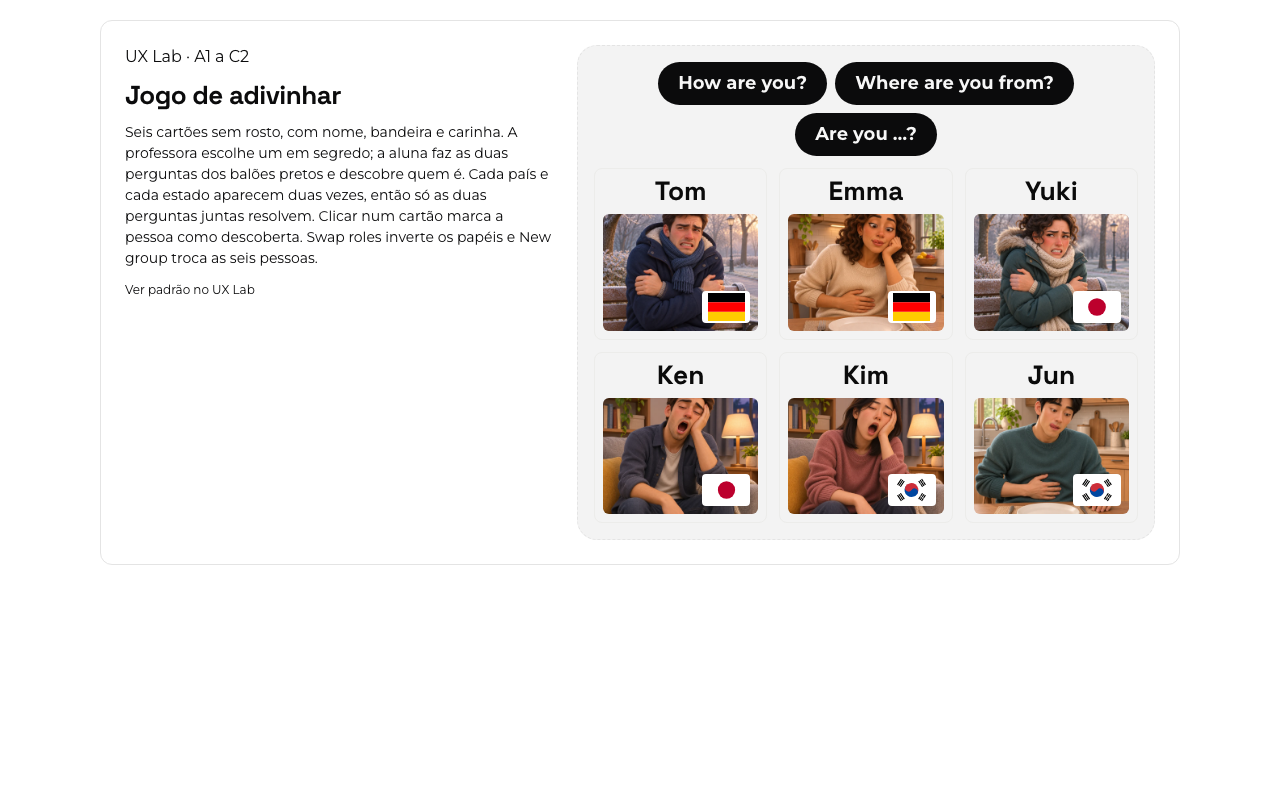 UX Lab · A1 a C2
Jogo de adivinhar
Seis cartões sem rosto, com nome, bandeira e carinha. A
professora escolhe um em segredo; a aluna faz as duas
perguntas dos balões pretos e descobre quem é. Cada país e
cada estado aparecem duas vezes, então só as duas
perguntas juntas resolvem. Clicar num cartão marca a
pessoa como descoberta. Swap roles inverte os papéis e New
group troca as seis pessoas.
Ver padrão no UX Lab
How are you?
Where are you from?
Are you ...?
Tom
Emma
Yuki
Ken
Kim
Jun